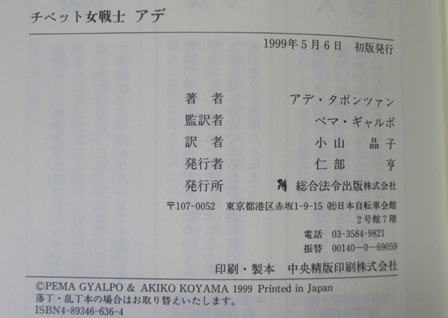 チベット女戦士 アデ
1999年5月6日 初版発行
著者 アデ・タポンツァン
監訳者 ペマ・ギャルポ
訳者 小山 晶子
発行者 仁部 亨
発行所 総合法令出版株式会社
〒107-0052 東京都港区赤坂1-9-15 ㈳日本自転車会館
2号館7階
電話 03-3584-9821
振替 00140-0-69059
印刷・製本 中央精版印刷株式会社
©PEMA GYALPO & AKIKO KOYAMA 1999 Printed in Japan
落丁・乱丁本の場合はお取り替えいたします。
ISBN4-89346-636-4